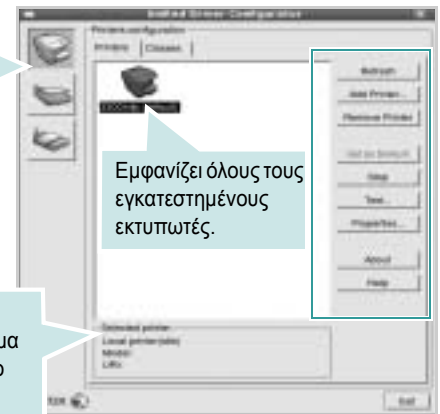 Unified Driver Configurator
Printers configuration
Printers Classes
Refresh
Add Printer...
Remove Printer
Set as Default
Stop
Test...
Properties...
About
Help
Εμφανίζει όλους τους
εγκατεστημένους
εκτυπωτές.
Selected printer:
Local printer(idle)
Model:
URI:
μα
Exit